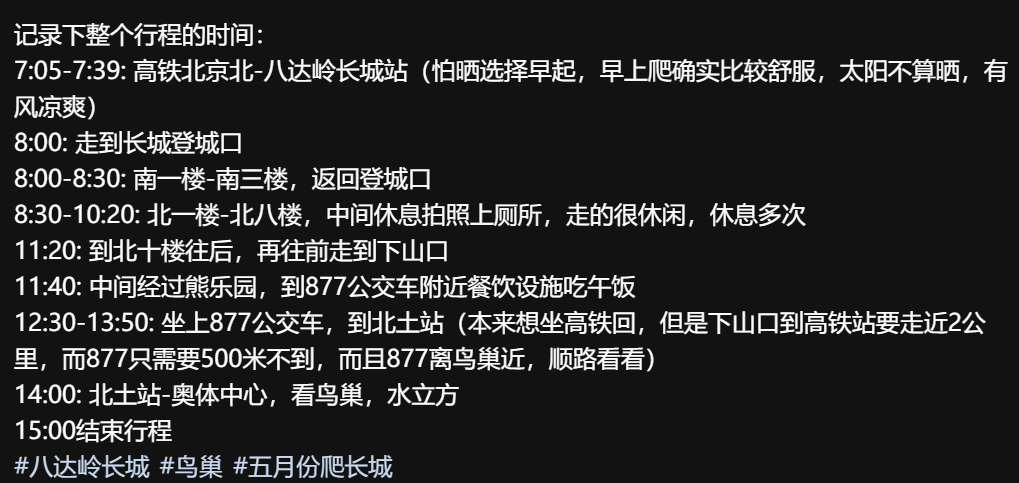 记录下整个行程的时间：
7:05-7:39: 高铁北京北-八达岭长城站（怕晒选择早起，早上爬确实比较舒服，太阳不算晒，有
风凉爽）
8:00: 走到长城登城口
8:00-8:30: 南一楼-南三楼，返回登城口
8:30-10:20: 北一楼-北八楼，中间休息拍照上厕所，走的很休闲，休息多次
11:20: 到北十楼往后，再往前走到下山口
11:40: 中间经过熊乐园，到877公交车附近餐饮设施吃午饭
12:30-13:50: 坐上877公交车，到北土站（本来想坐高铁回，但是下山口到高铁站要走近2公
里，而877只需要500米不到，而且877离鸟巢近，顺路看看）
14:00: 北土站-奥体中心，看鸟巢，水立方
15:00结束行程
#八达岭长城 #鸟巢 #五月份爬长城